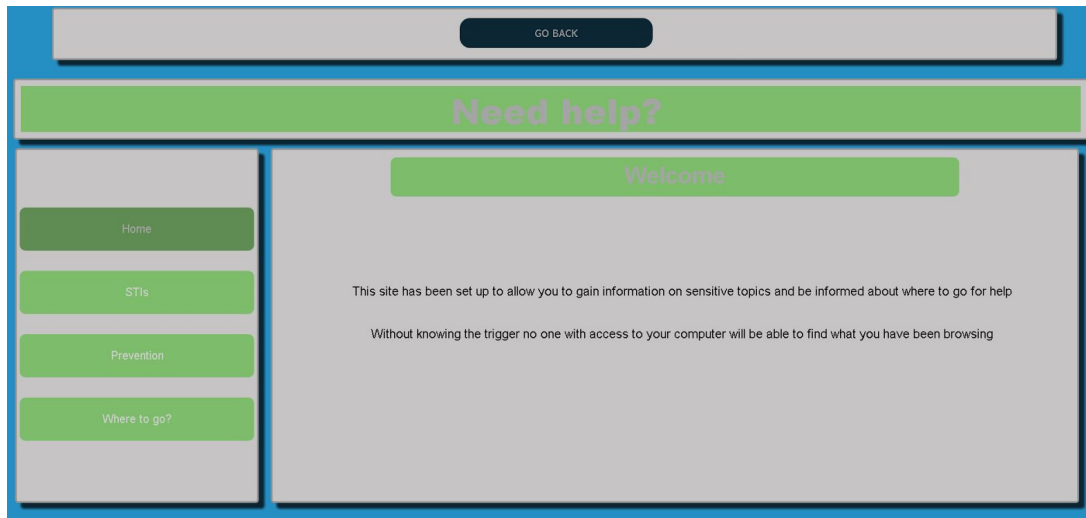 GO BACK
Need help?
Welcome
Home
STIs
Prevention
Where to go?
This site has been set up to allow you to gain information on sensitive topics and be informed about where to go for help
Without knowing the trigger no one with access to your computer will be able to find what you have been browsing